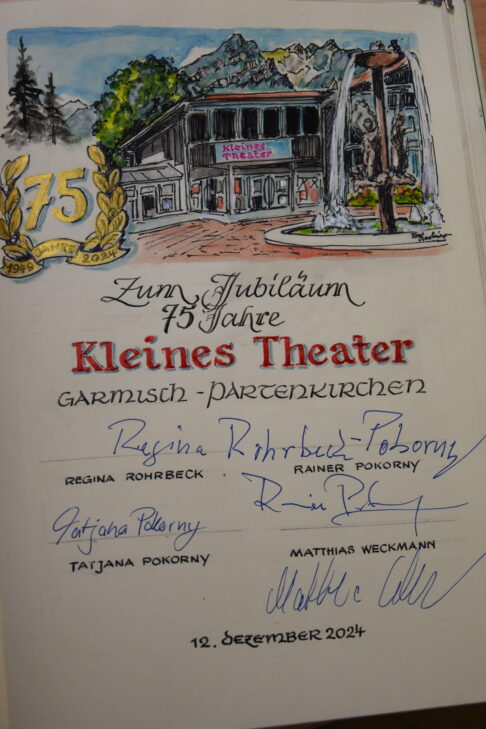 Kleines
Theater
75
JAHRE
1949 2024
Zum Jubiläum
75 Jahre
Kleines Theater
GARMISCH-PARTENKIRCHEN
Regina Rohrbeck-Pokorny
REGINA ROHRBECK RAINER POKORNY
Tatjana Pokorny
TATJANA POKORNY MATTHIAS WECKMANN
12. DEZEMBER 2024